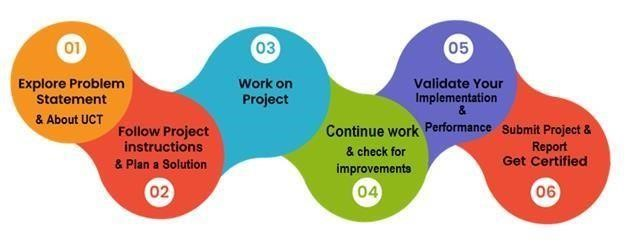 01
Explore Problem
Statement
& About UCT
Follow Project
instructions
& Plan a Solution
02
03
Work on
Project
Continue work
& check for
improvements
04
05
Validate Your
Implementation
&
Performance
Submit Project &
Report
Get Certified
06